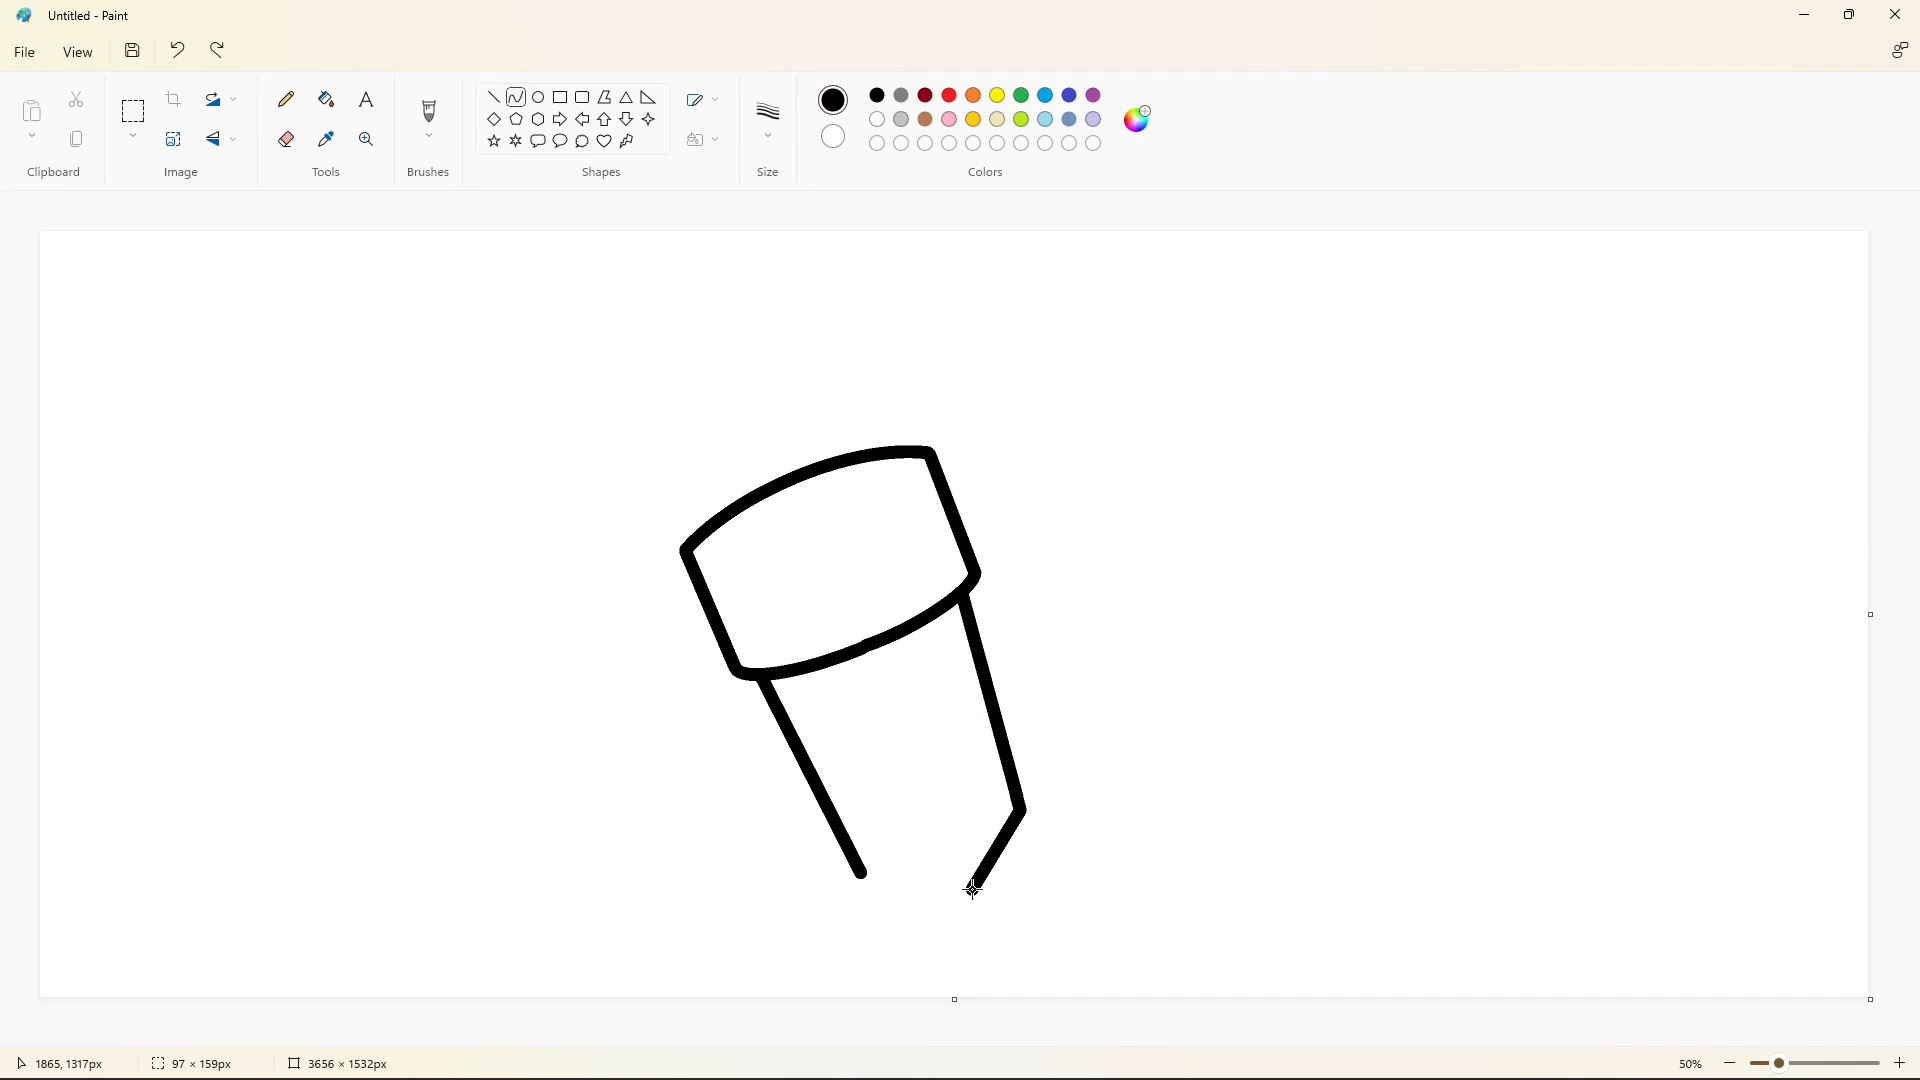 Untitled - Paint
File View
Clipboard
Image
Tools
Brushes
Shapes
Size
Colors
1865, 1317px
97 × 159px
3656 × 1532px
50%